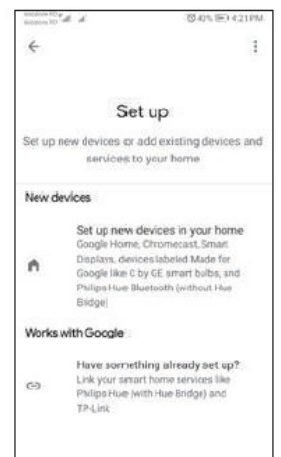 40% 4:21 PM
Set up
Set up new devices or add existing devices and
services to your home
New devices
Set up new devices in your home
Google Home, Chromecast, Smart
Displays, devices labeled Made for
Google like C by GE smart bulbs, and
Philips Hue Bluetooth (without Hue
Bridge)
Works with Google
Have something already set up?
Link your smart home services like
Philips Hue (with Hue Bridge) and
TP-Link